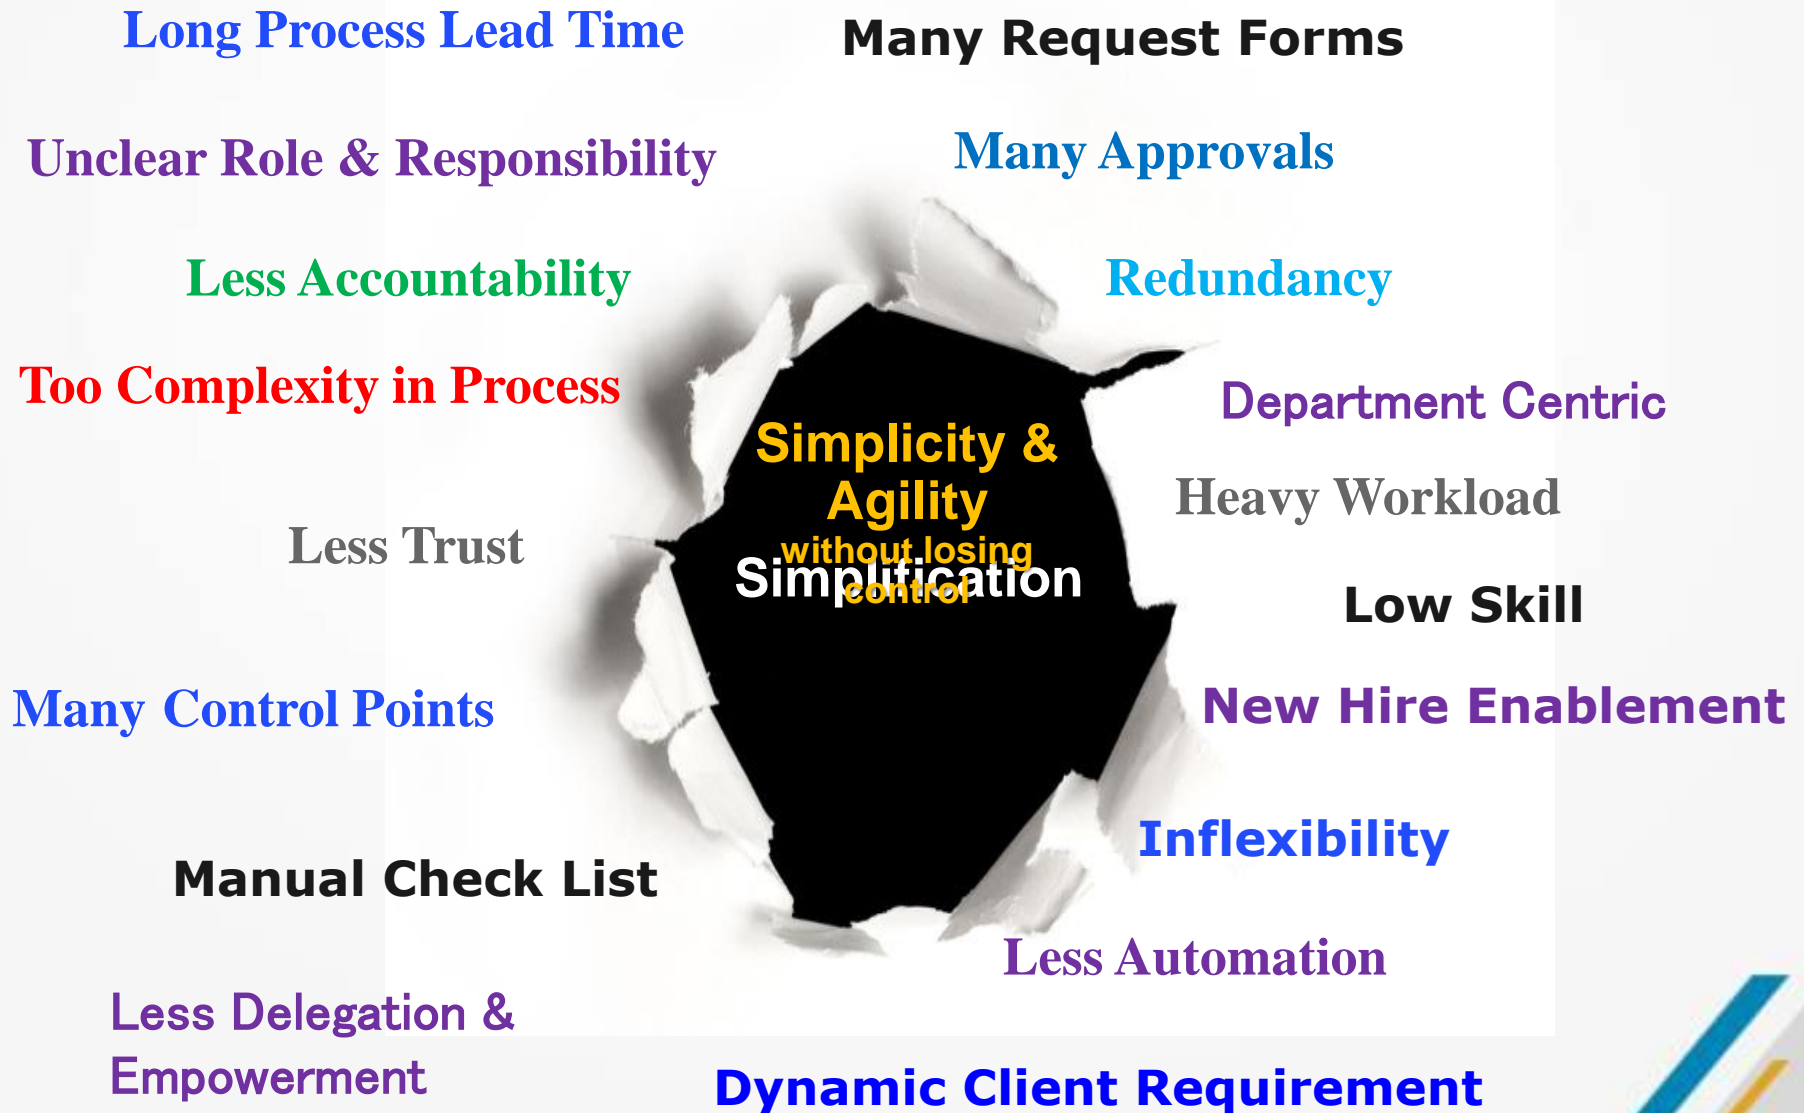 Long Process Lead Time
Many Request Forms
Unclear Role & Responsibility
Many Approvals
Less Accountability
Redundancy
Too Complexity in Process
Department Centric
Simplicity &
Agility
without losing
control
Simplification
Heavy Workload
Less Trust
Low Skill
Many Control Points
New Hire Enablement
Inflexibility
Manual Check List
Less Automation
Less Delegation &
Empowerment
Dynamic Client Requirement